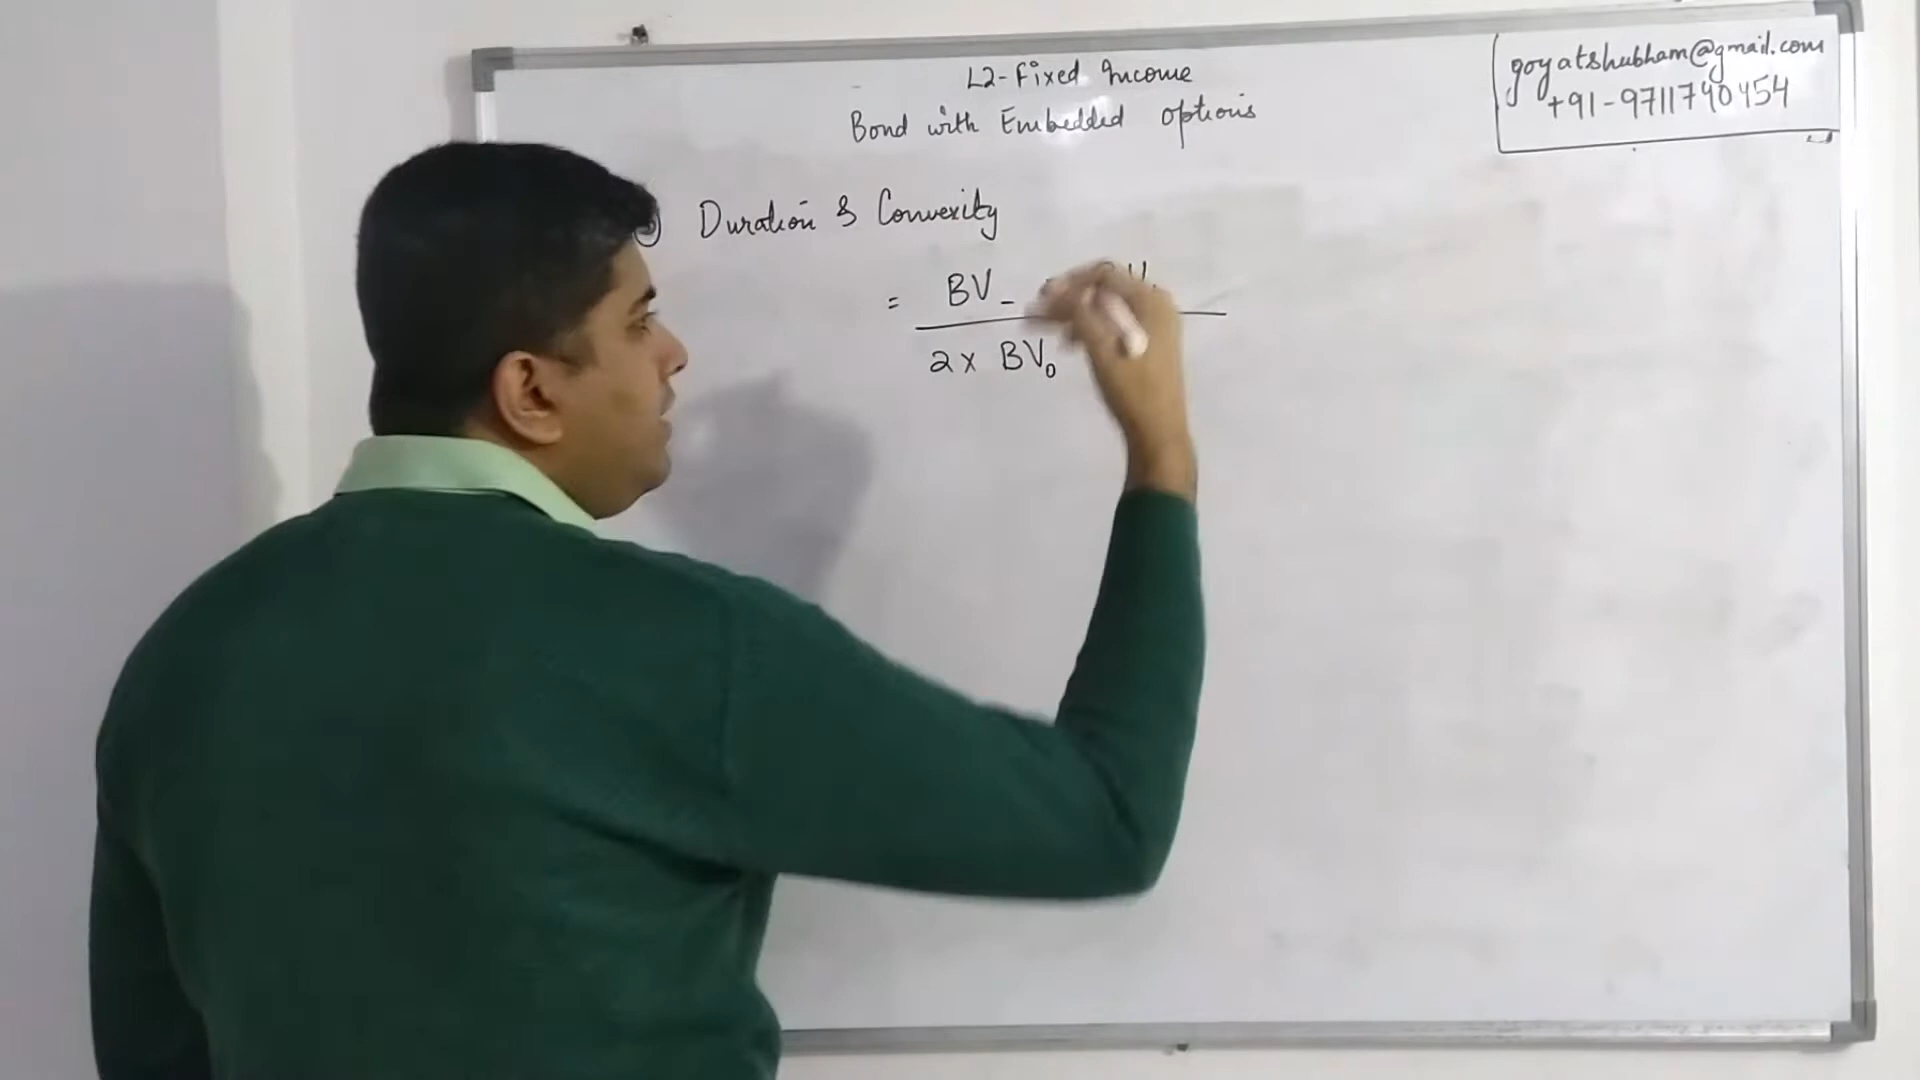 L2-Fixed Income
Bond with Embedded options
goyatshubham@gmail.com
+91-9711740454
Duration & Convexity
= BV_
2 x BV₀